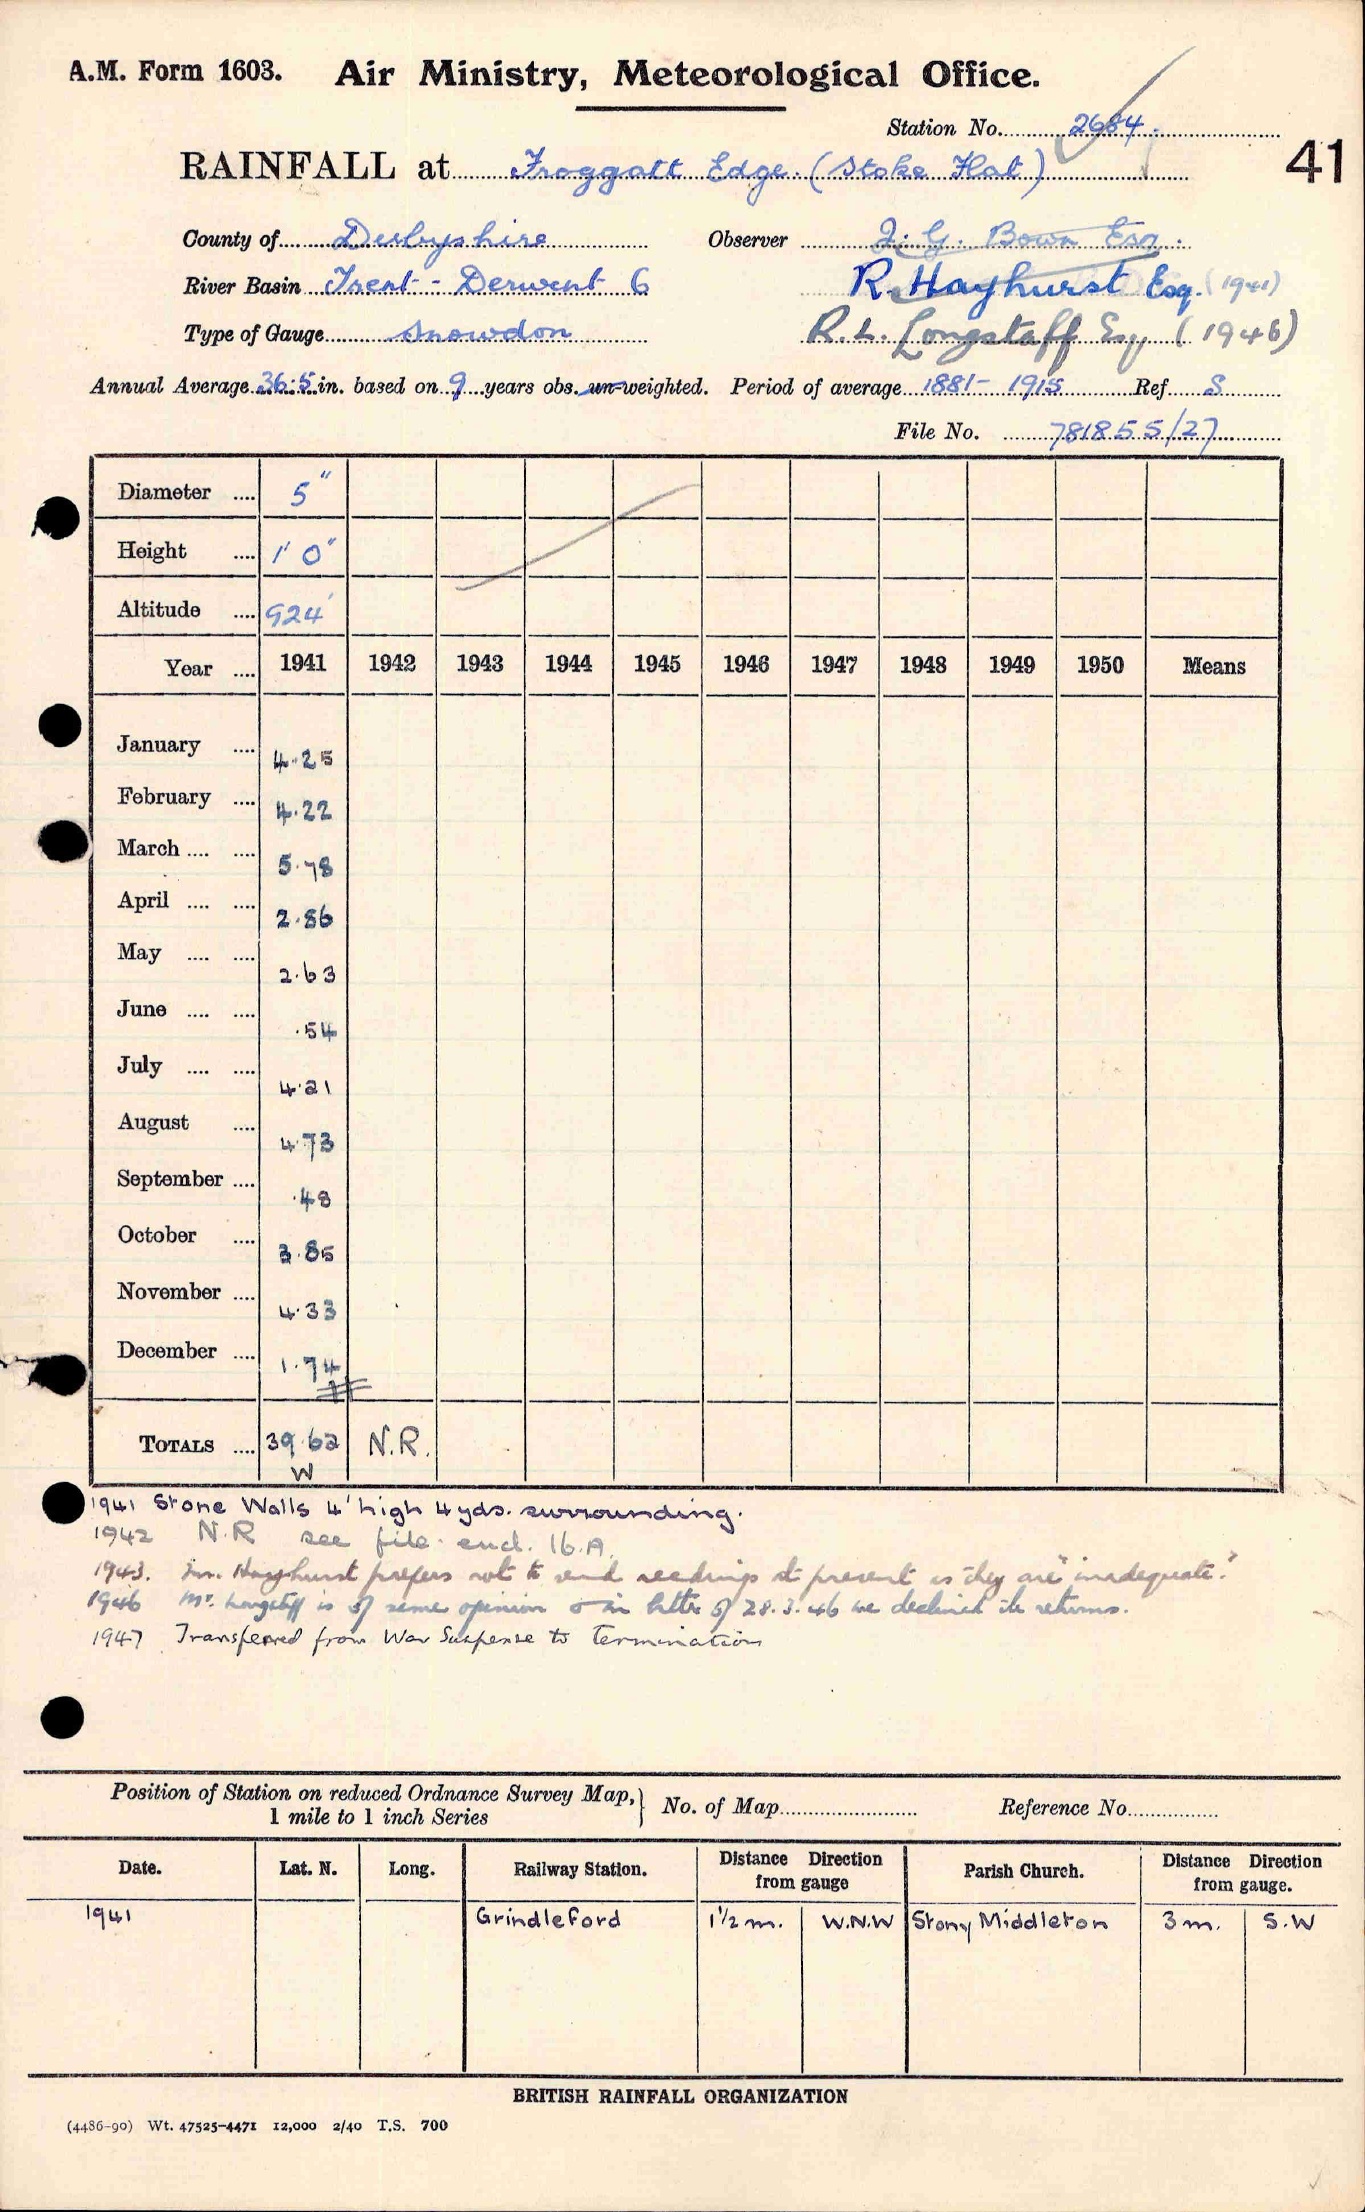 A.M. Form 1603. Air Ministry, Meteorological Office.
Station No. 2684.
41
RAINFALL at Froggatt Edge. (Stoke Flat)
County of Derbyshire Observer J. G. Bown Esq.
River Basin Trent - Derwent 6 R. Hayhurst Esq. (1941)
Type of Gauge Snowdon R. L. Longstaff Esq (1946)
Annual Average 36.5 in. based on 9 years obs. un-weighted. Period of average 1881-1915 Ref. S
File No. 781855/27
Diameter .... 5"
Height .... 1' 0"
Altitude .... 924'
Year .... 1941 1942 1943 1944 1945 1946 1947 1948 1949 1950 Means
January .... 4.25
February .... 4.22
March .... .... 5.78
April .... .... 2.86
May .... .... 2.63
June .... .... .54
July .... .... 4.21
August .... 4.73
September .... .48
October .... 3.85
November .... 4.33
December .... 1.74
TOTALS .... 39.62 N.R.
W
1941 Stone Walls 4' high 4 yds. surrounding.
1942 N.R see file encl. 16.A.
1943. Mr. Hayhurst prefers not to send readings at present as they are "inadequate".
1946 Mr. Longstaff is of same opinion & in letter of 28.3.46 we declined its returns.
1947 Transferred from War Suspense to Termination
Position of Station on reduced Ordnance Survey Map, 1 mile to 1 inch Series } No. of Map Reference No.
Date. Lat. N. Long. Railway Station. Distance Direction from gauge Parish Church. Distance Direction from gauge.
1941 Grindleford 1½ m. W.N.W Stony Middleton 3 m. S.W
BRITISH RAINFALL ORGANIZATION
(4486-90) Wt. 47525-4471 12,000 2/40 T.S. 700